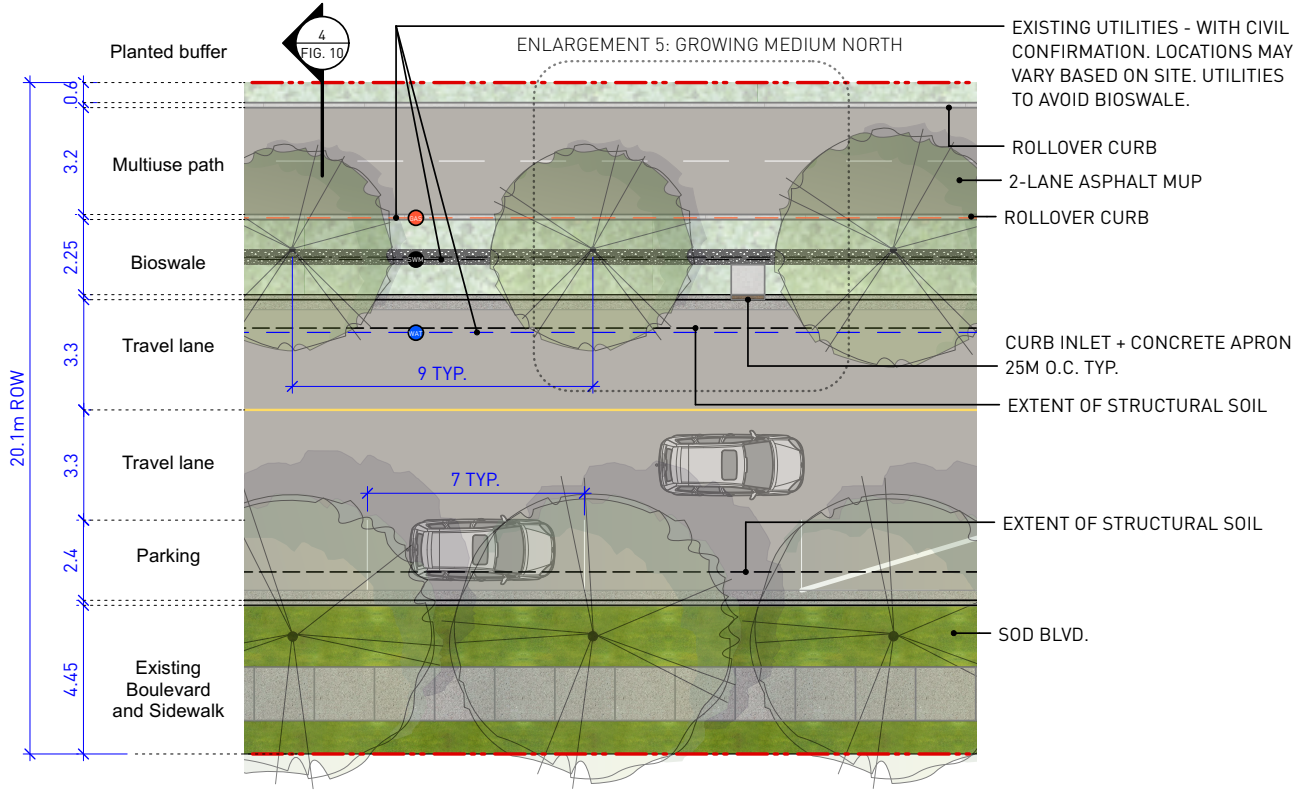 Planted buffer
4
FIG. 10
ENLARGEMENT 5: GROWING MEDIUM NORTH
EXISTING UTILITIES - WITH CIVIL
CONFIRMATION. LOCATIONS MAY
VARY BASED ON SITE. UTILITIES
TO AVOID BIOSWALE.
0.6
ROLLOVER CURB
3.2
Multiuse path
2-LANE ASPHALT MUP
GAS
ROLLOVER CURB
2.25
Bioswale
SWM
WAT
3.3
Travel lane
CURB INLET + CONCRETE APRON
25M O.C. TYP.
9 TYP.
EXTENT OF STRUCTURAL SOIL
20.1m ROW
3.3
Travel lane
7 TYP.
2.4
Parking
EXTENT OF STRUCTURAL SOIL
SOD BLVD.
4.45
Existing
Boulevard
and Sidewalk